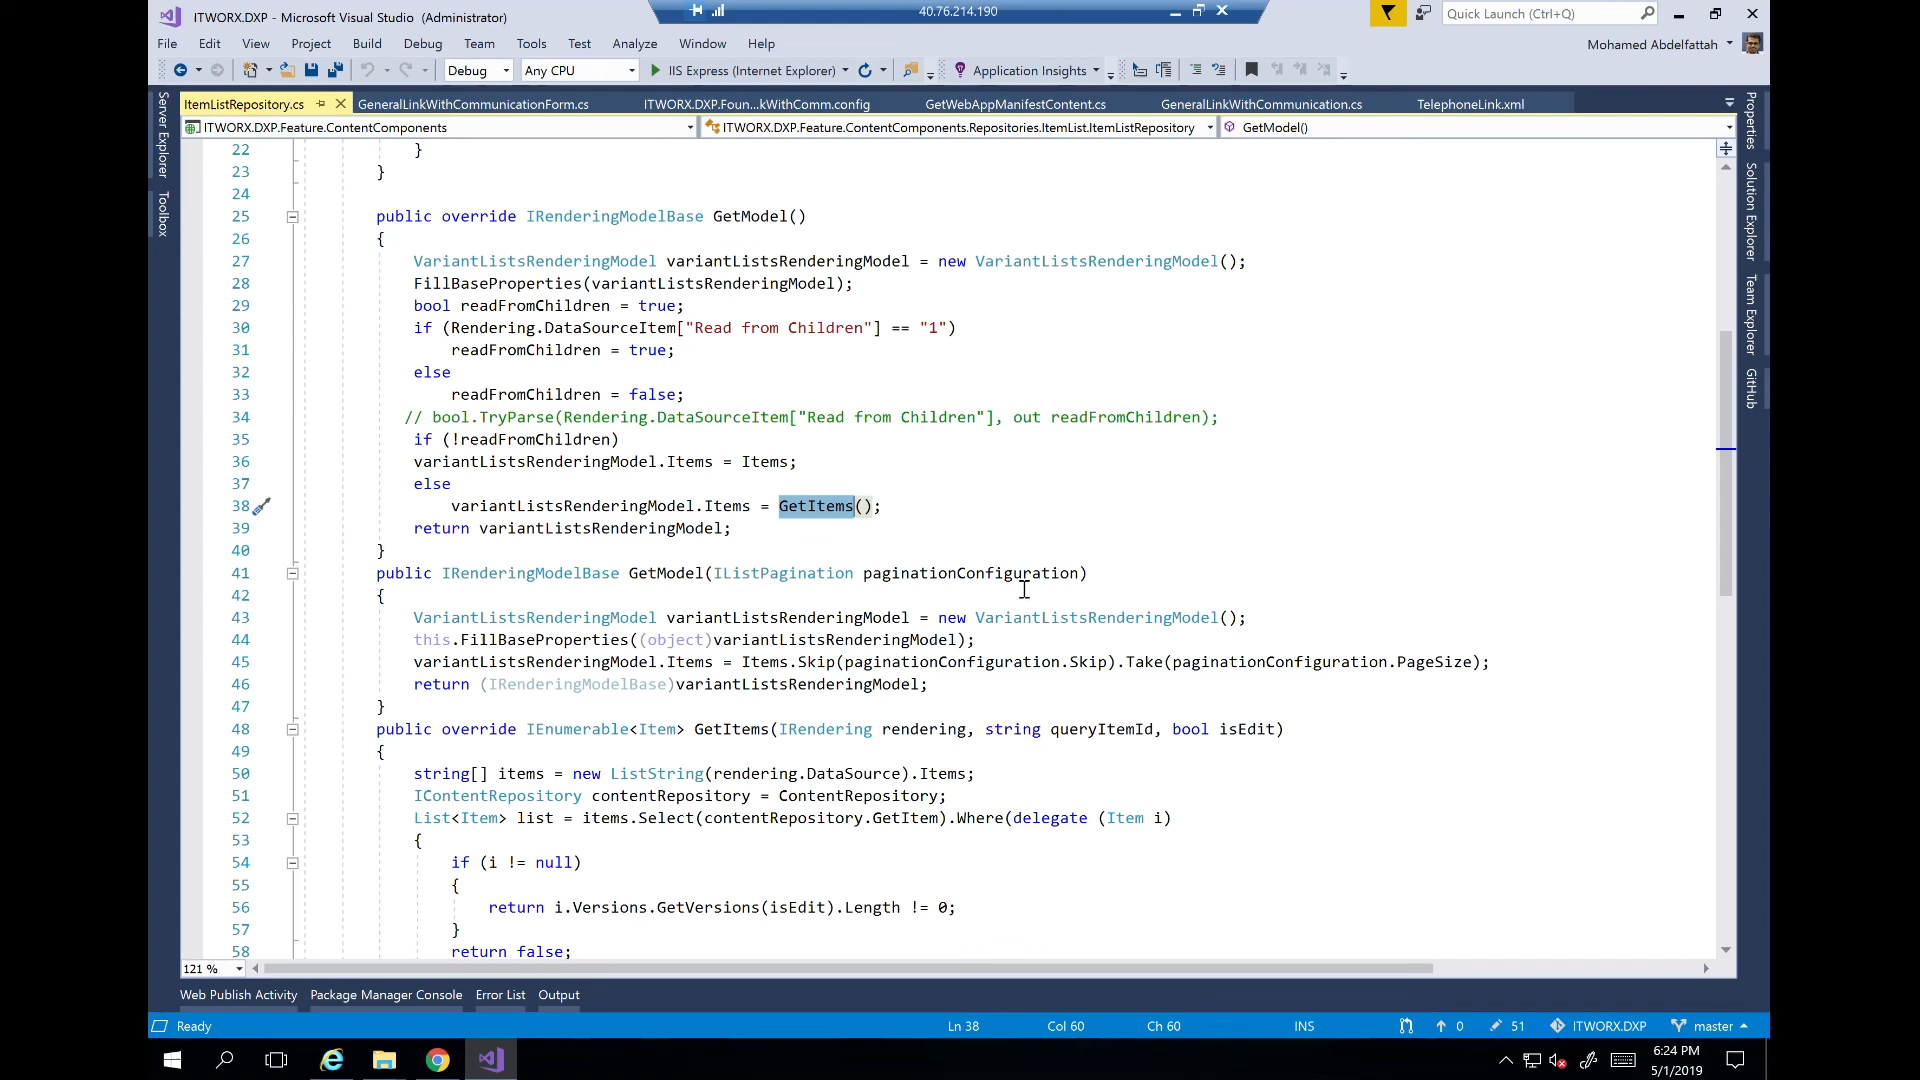 ITWORX.DXP - Microsoft Visual Studio (Administrator)
40.76.214.190
Quick Launch (Ctrl+Q)
File Edit View Project Build Debug Team Tools Test Analyze Window Help
Mohamed Abdelfattah
Debug Any CPU IIS Express (Internet Explorer) Application Insights
ItemListRepository.cs GeneralLinkWithCommunicationForm.cs ITWORX.DXP.Foun...kWithComm.config GetWebAppManifestContent.cs GeneralLinkWithCommunication.cs TelephoneLink.xml
ITWORX.DXP.Feature.ContentComponents ITWORX.DXP.Feature.ContentComponents.Repositories.ItemList.ItemListRepository GetModel()
Server Explorer
Toolbox
Properties
Solution Explorer
Team Explorer
GitHub
22 }
23 }
24
25 public override IRenderingModelBase GetModel()
26 {
27 VariantListsRenderingModel variantListsRenderingModel = new VariantListsRenderingModel();
28 FillBaseProperties(variantListsRenderingModel);
29 bool readFromChildren = true;
30 if (Rendering.DataSourceItem["Read from Children"] == "1")
31 readFromChildren = true;
32 else
33 readFromChildren = false;
34 // bool.TryParse(Rendering.DataSourceItem["Read from Children"], out readFromChildren);
35 if (!readFromChildren)
36 variantListsRenderingModel.Items = Items;
37 else
38 variantListsRenderingModel.Items = GetItems();
39 return variantListsRenderingModel;
40 }
41 public IRenderingModelBase GetModel(IListPagination paginationConfiguration)
42 {
43 VariantListsRenderingModel variantListsRenderingModel = new VariantListsRenderingModel();
44 this.FillBaseProperties((object)variantListsRenderingModel);
45 variantListsRenderingModel.Items = Items.Skip(paginationConfiguration.Skip).Take(paginationConfiguration.PageSize);
46 return (IRenderingModelBase)variantListsRenderingModel;
47 }
48 public override IEnumerable<Item> GetItems(IRendering rendering, string queryItemId, bool isEdit)
49 {
50 string[] items = new ListString(rendering.DataSource).Items;
51 IContentRepository contentRepository = ContentRepository;
52 List<Item> list = items.Select(contentRepository.GetItem).Where(delegate (Item i)
53 {
54 if (i != null)
55 {
56 return i.Versions.GetVersions(isEdit).Length != 0;
57 }
58 return false;
121 %
Web Publish Activity Package Manager Console Error List Output
Ready Ln 38 Col 60 Ch 60 INS 0 51 ITWORX.DXP master
6:24 PM
5/1/2019